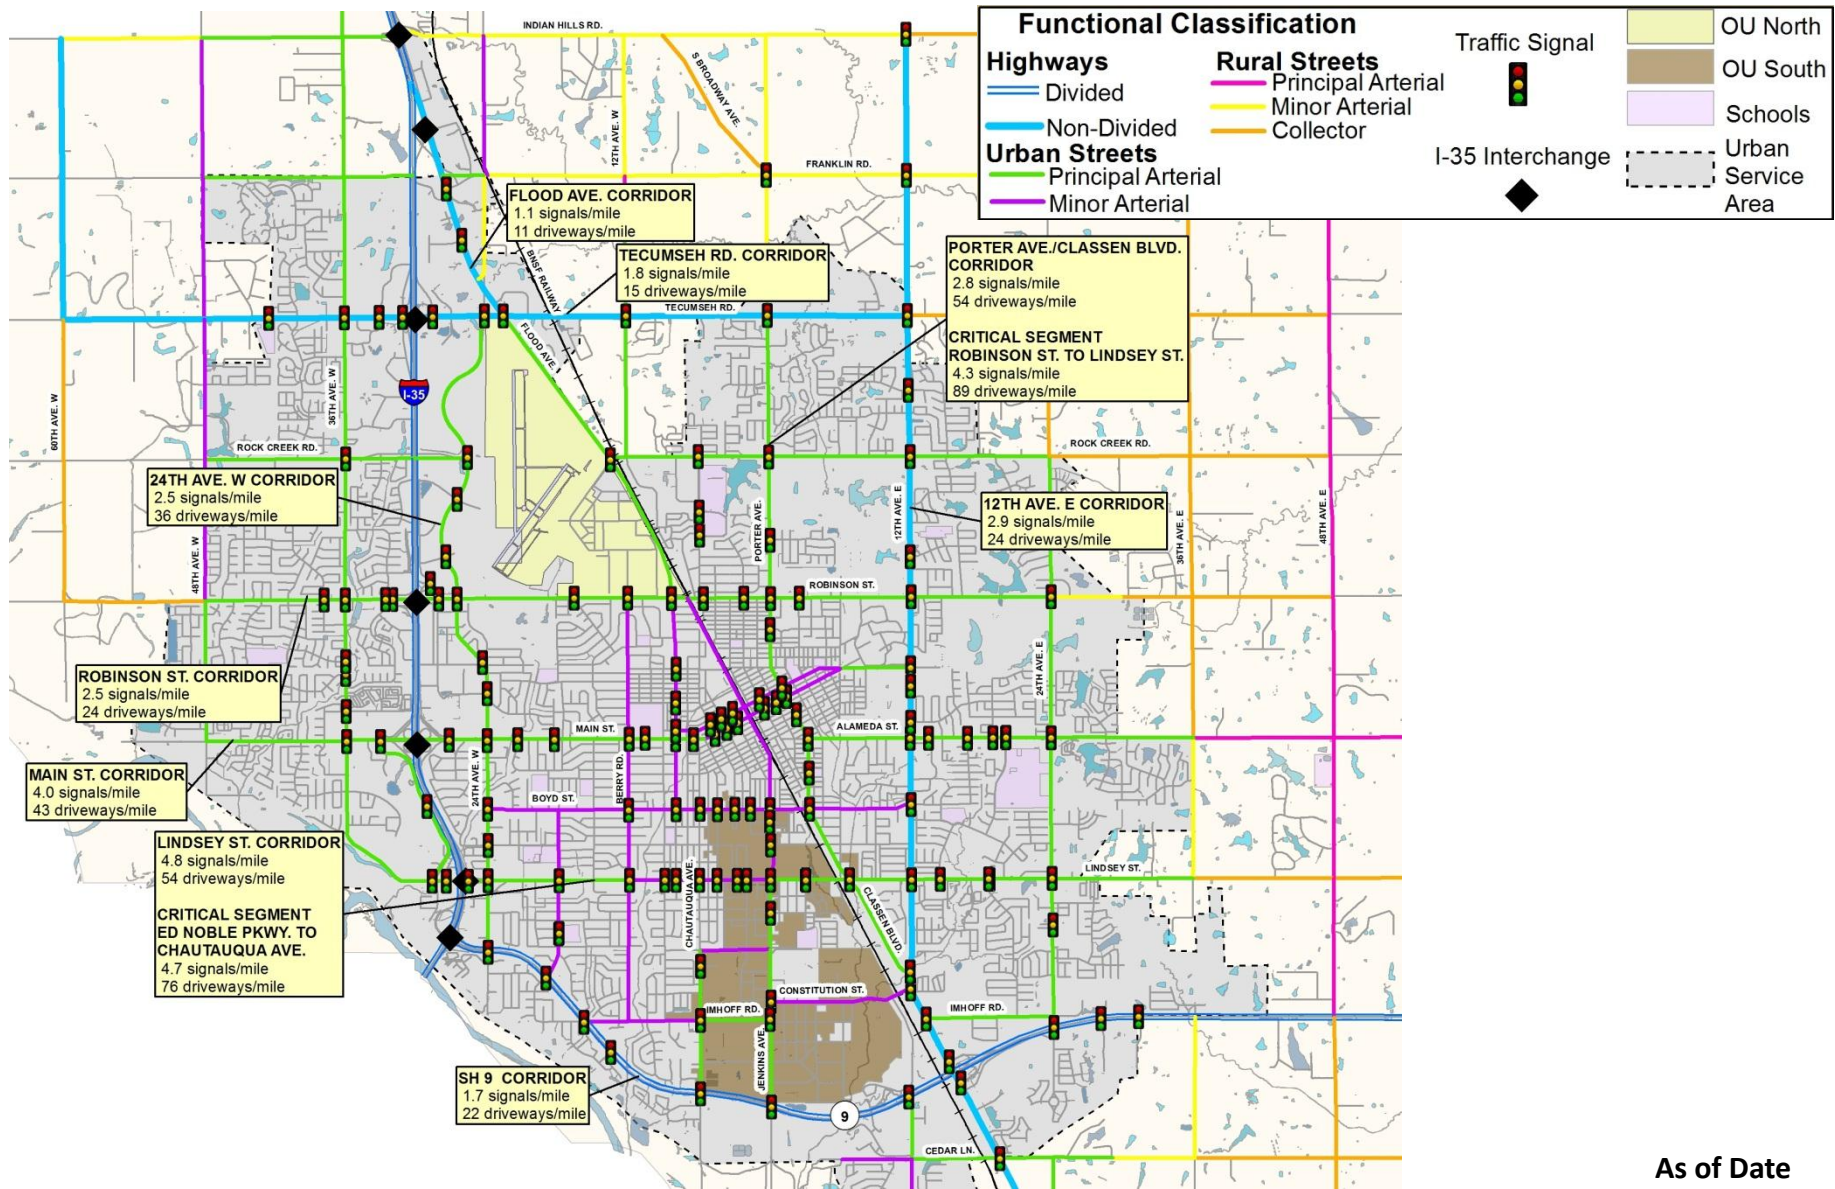 Functional Classification
Highways
Divided
Non-Divided
Urban Streets
Principal Arterial
Minor Arterial
Rural Streets
Principal Arterial
Minor Arterial
Collector
Traffic Signal
I-35 Interchange
OU North
OU South
Schools
Urban
Service
Area
INDIAN HILLS RD.
S BROADWAY AVE.
12TH AVE. W
FRANKLIN RD.
FLOOD AVE. CORRIDOR
1.1 signals/mile
11 driveways/mile
BNSF RAILWAY
TECUMSEH RD. CORRIDOR
1.8 signals/mile
15 driveways/mile
TECUMSEH RD.
PORTER AVE./CLASSEN BLVD.
CORRIDOR
2.8 signals/mile
54 driveways/mile
CRITICAL SEGMENT
ROBINSON ST. TO LINDSEY ST.
4.3 signals/mile
89 driveways/mile
FLOOD AVE.
I-35
36TH AVE. W
60TH AVE. W
ROCK CREEK RD.
ROCK CREEK RD.
24TH AVE. W CORRIDOR
2.5 signals/mile
36 driveways/mile
12TH AVE. E
12TH AVE. E CORRIDOR
2.9 signals/mile
24 driveways/mile
PORTER AVE.
36TH AVE. E
48TH AVE. E
48TH AVE. W
ROBINSON ST.
ROBINSON ST. CORRIDOR
2.5 signals/mile
24 driveways/mile
24TH AVE. E
MAIN ST.
ALAMEDA ST.
MAIN ST. CORRIDOR
4.0 signals/mile
43 driveways/mile
24TH AVE. W
BERRY RD.
BOYD ST.
LINDSEY ST. CORRIDOR
4.8 signals/mile
54 driveways/mile
CRITICAL SEGMENT
ED NOBLE PKWY. TO
CHAUTAUQUA AVE.
4.7 signals/mile
76 driveways/mile
LINDSEY ST.
CHAUTAUQUA AVE.
CLASSEN BLVD.
CONSTITUTION ST.
IMHOFF RD.
IMHOFF RD.
JENKINS AVE.
SH 9 CORRIDOR
1.7 signals/mile
22 driveways/mile
9
CEDAR LN.
As of Date